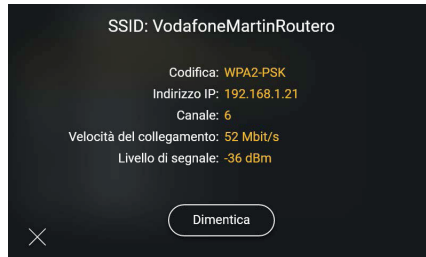 SSID: VodafoneMartinRoutero
Codifica: WPA2-PSK
Indirizzo IP: 192.168.1.21
Canale: 6
Velocità del collegamento: 52 Mbit/s
Livello di segnale: -36 dBm
Dimentica